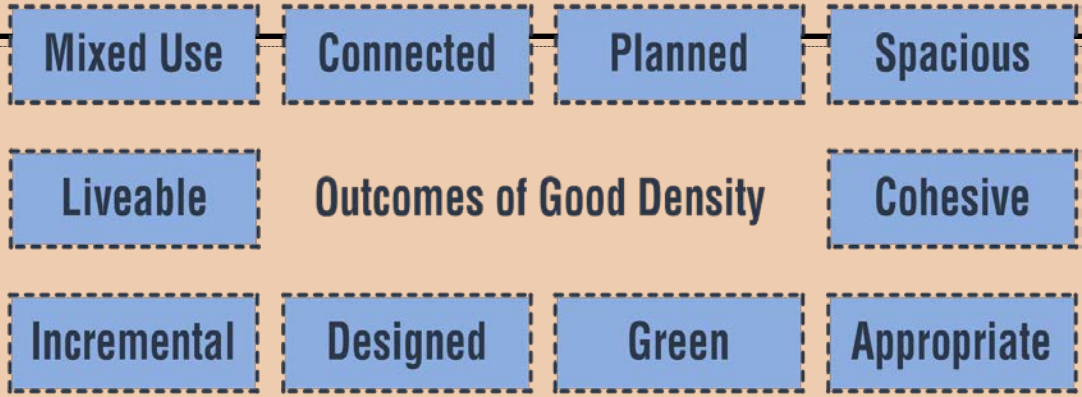 Mixed Use
Connected
Planned
Spacious
Liveable
Outcomes of Good Density
Cohesive
Incremental
Designed
Green
Appropriate